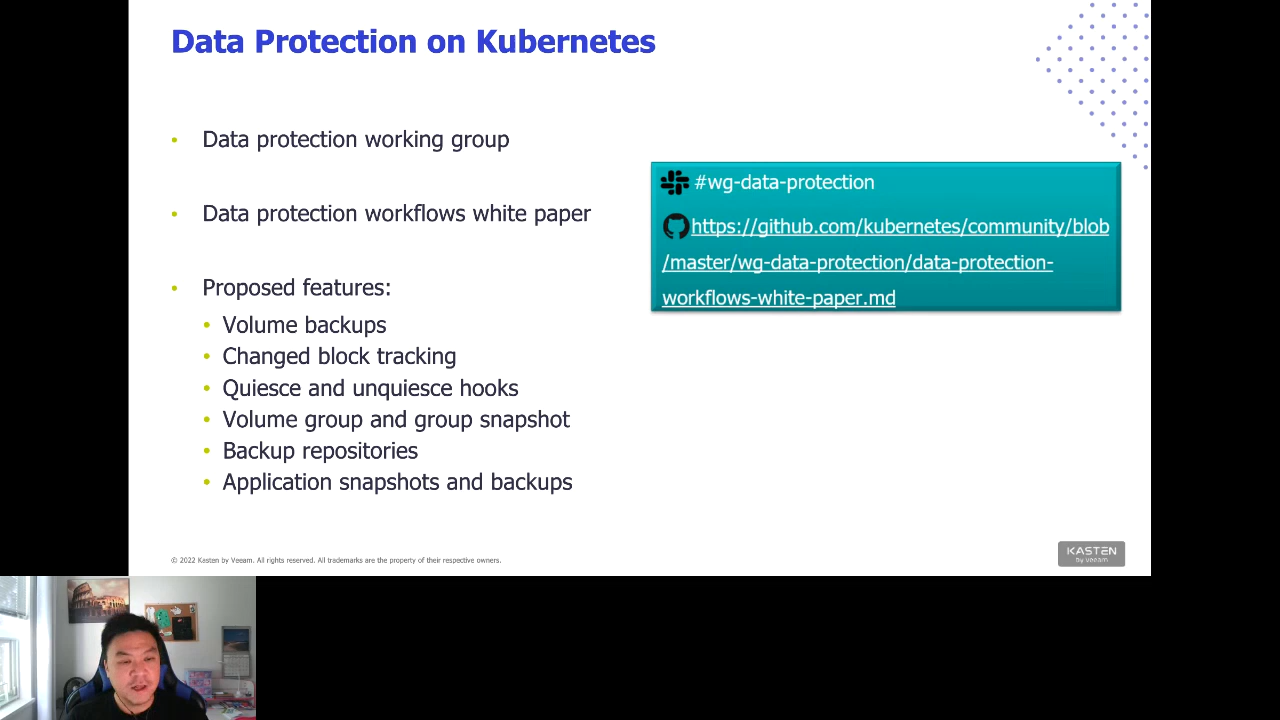 Data Protection on Kubernetes
• Data protection working group
• Data protection workflows white paper
• Proposed features:
• Volume backups
• Changed block tracking
• Quiesce and unquiesce hooks
• Volume group and group snapshot
• Backup repositories
• Application snapshots and backups
#wg-data-protection
https://github.com/kubernetes/community/blob
/master/wg-data-protection/data-protection-
workflows-white-paper.md
© 2022 Kasten by Veeam. All rights reserved. All trademarks are the property of their respective owners.
KASTEN
by veeam